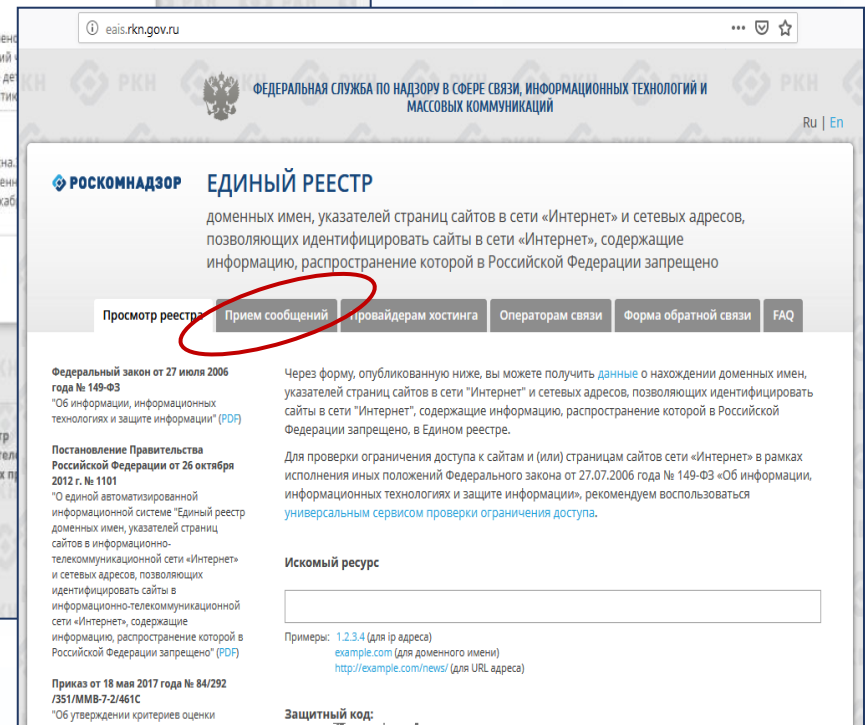 eais.rkn.gov.ru
ФЕДЕРАЛЬНАЯ СЛУЖБА ПО НАДЗОРУ В СФЕРЕ СВЯЗИ, ИНФОРМАЦИОННЫХ ТЕХНОЛОГИЙ И
МАССОВЫХ КОММУНИКАЦИЙ
Ru | En
РОСКОМНАДЗОР
ЕДИНЫЙ РЕЕСТР
доменных имен, указателей страниц сайтов в сети «Интернет» и сетевых адресов,
позволяющих идентифицировать сайты в сети «Интернет», содержащие
информацию, распространение которой в Российской Федерации запрещено
Просмотр реестра Прием сообщений Провайдерам хостинга Операторам связи Форма обратной связи FAQ
Федеральный закон от 27 июля 2006
года № 149-ФЗ
"Об информации, информационных
технологиях и защите информации" (PDF)
Постановление Правительства
Российской Федерации от 26 октября
2012 г. № 1101
"О единой автоматизированной
информационной системе "Единый реестр
доменных имен, указателей страниц
сайтов в информационно-
телекоммуникационной сети «Интернет»
и сетевых адресов, позволяющих
идентифицировать сайты в
информационно-телекоммуникационной
сети «Интернет», содержащие
информацию, распространение которой в
Российской Федерации запрещено" (PDF)
Приказ от 18 мая 2017 года № 84/292
/351/ММВ-7-2/461С
"Об утверждении критериев оценки
Через форму, опубликованную ниже, вы можете получить данные о нахождении доменных имен,
указателей страниц сайтов в сети "Интернет" и сетевых адресов, позволяющих идентифицировать
сайты в сети "Интернет", содержащие информацию, распространение которой в Российской
Федерации запрещено, в Едином реестре.
Для проверки ограничения доступа к сайтам и (или) страницам сайтов сети «Интернет» в рамках
исполнения иных положений Федерального закона от 27.07.2006 года № 149-ФЗ «Об информации,
информационных технологиях и защите информации», рекомендуем воспользоваться
универсальным сервисом проверки ограничения доступа.
Искомый ресурс
Примеры: 1.2.3.4 (для ip адреса)
example.com (для доменного имени)
http://example.com/news/ (для URL адреса)
Защитный код:
РКН
РКН